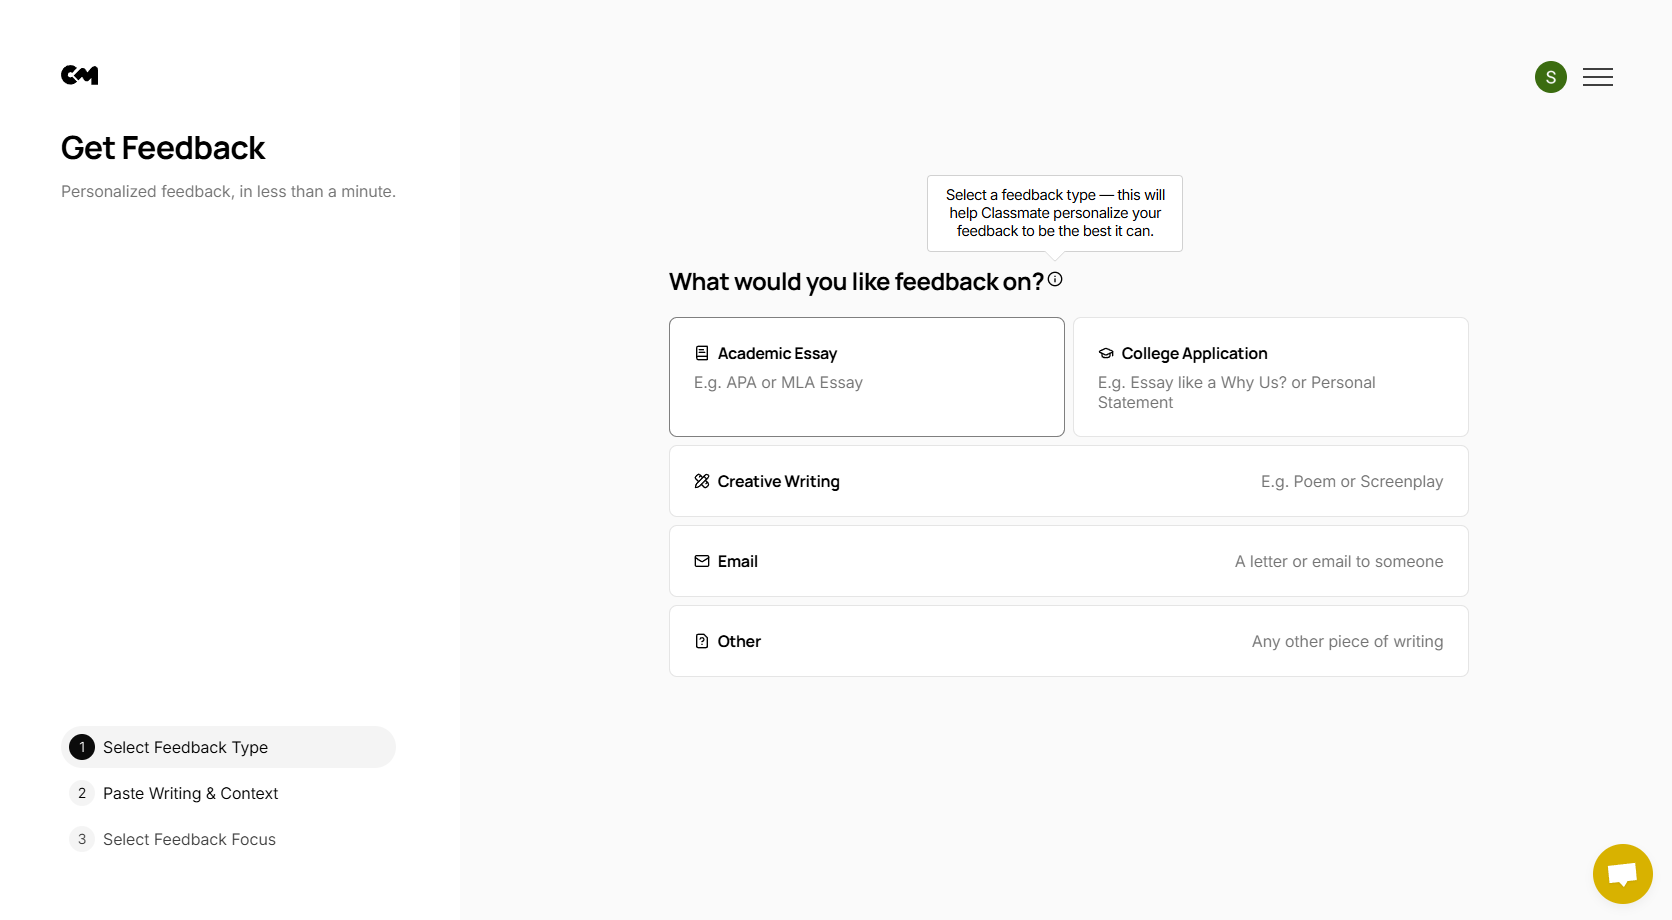 CM
Get Feedback
Personalized feedback, in less than a minute.
S
Select a feedback type — this will
help Classmate personalize your
feedback to be the best it can.
What would you like feedback on?
Academic Essay
E.g. APA or MLA Essay
College Application
E.g. Essay like a Why Us? or Personal
Statement
Creative Writing
E.g. Poem or Screenplay
Email
A letter or email to someone
Other
Any other piece of writing
1 Select Feedback Type
2 Paste Writing & Context
3 Select Feedback Focus